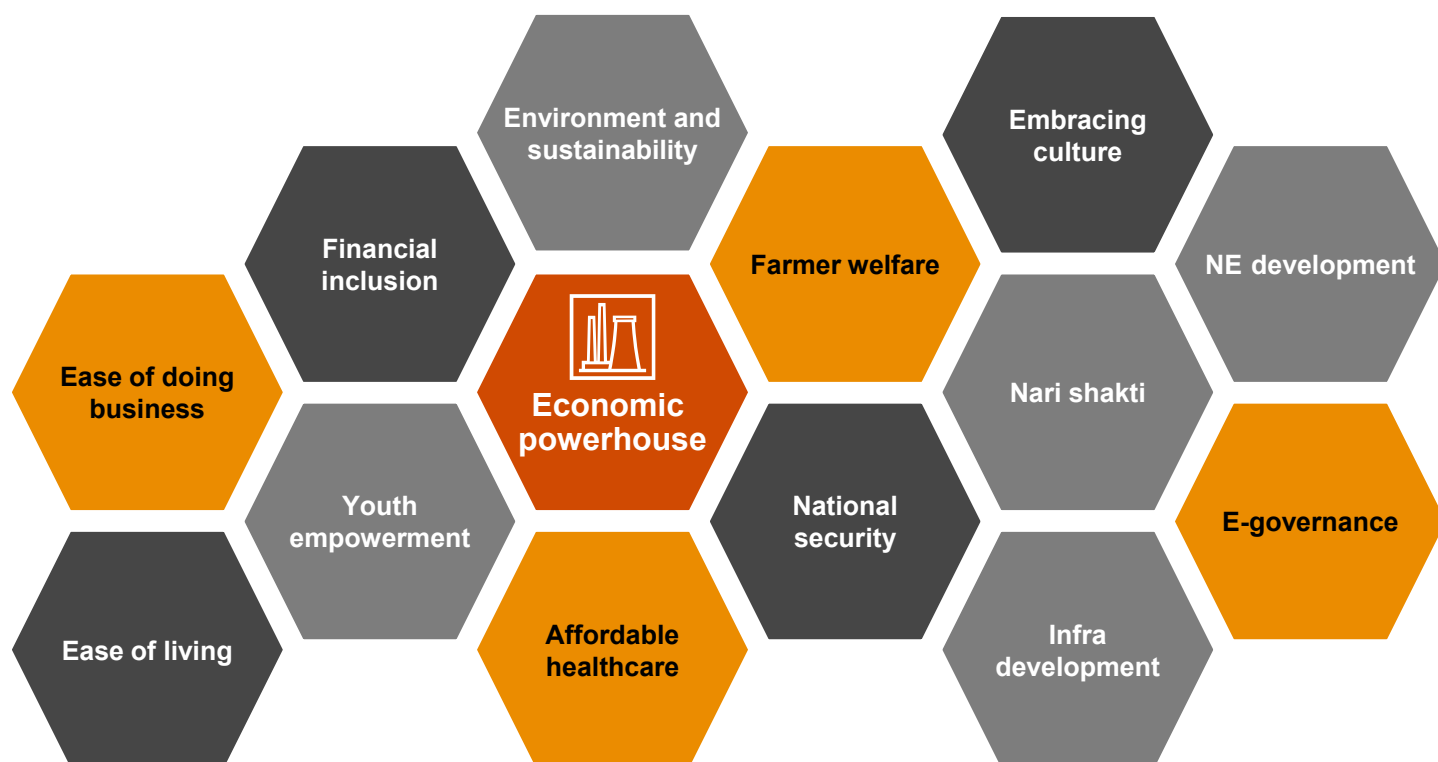 Environment and
sustainability
Embracing
culture
Financial
inclusion
Farmer welfare
NE development
Ease of doing
business
Economic
powerhouse
Nari shakti
Youth
empowerment
National
security
E-governance
Ease of living
Affordable
healthcare
Infra
development